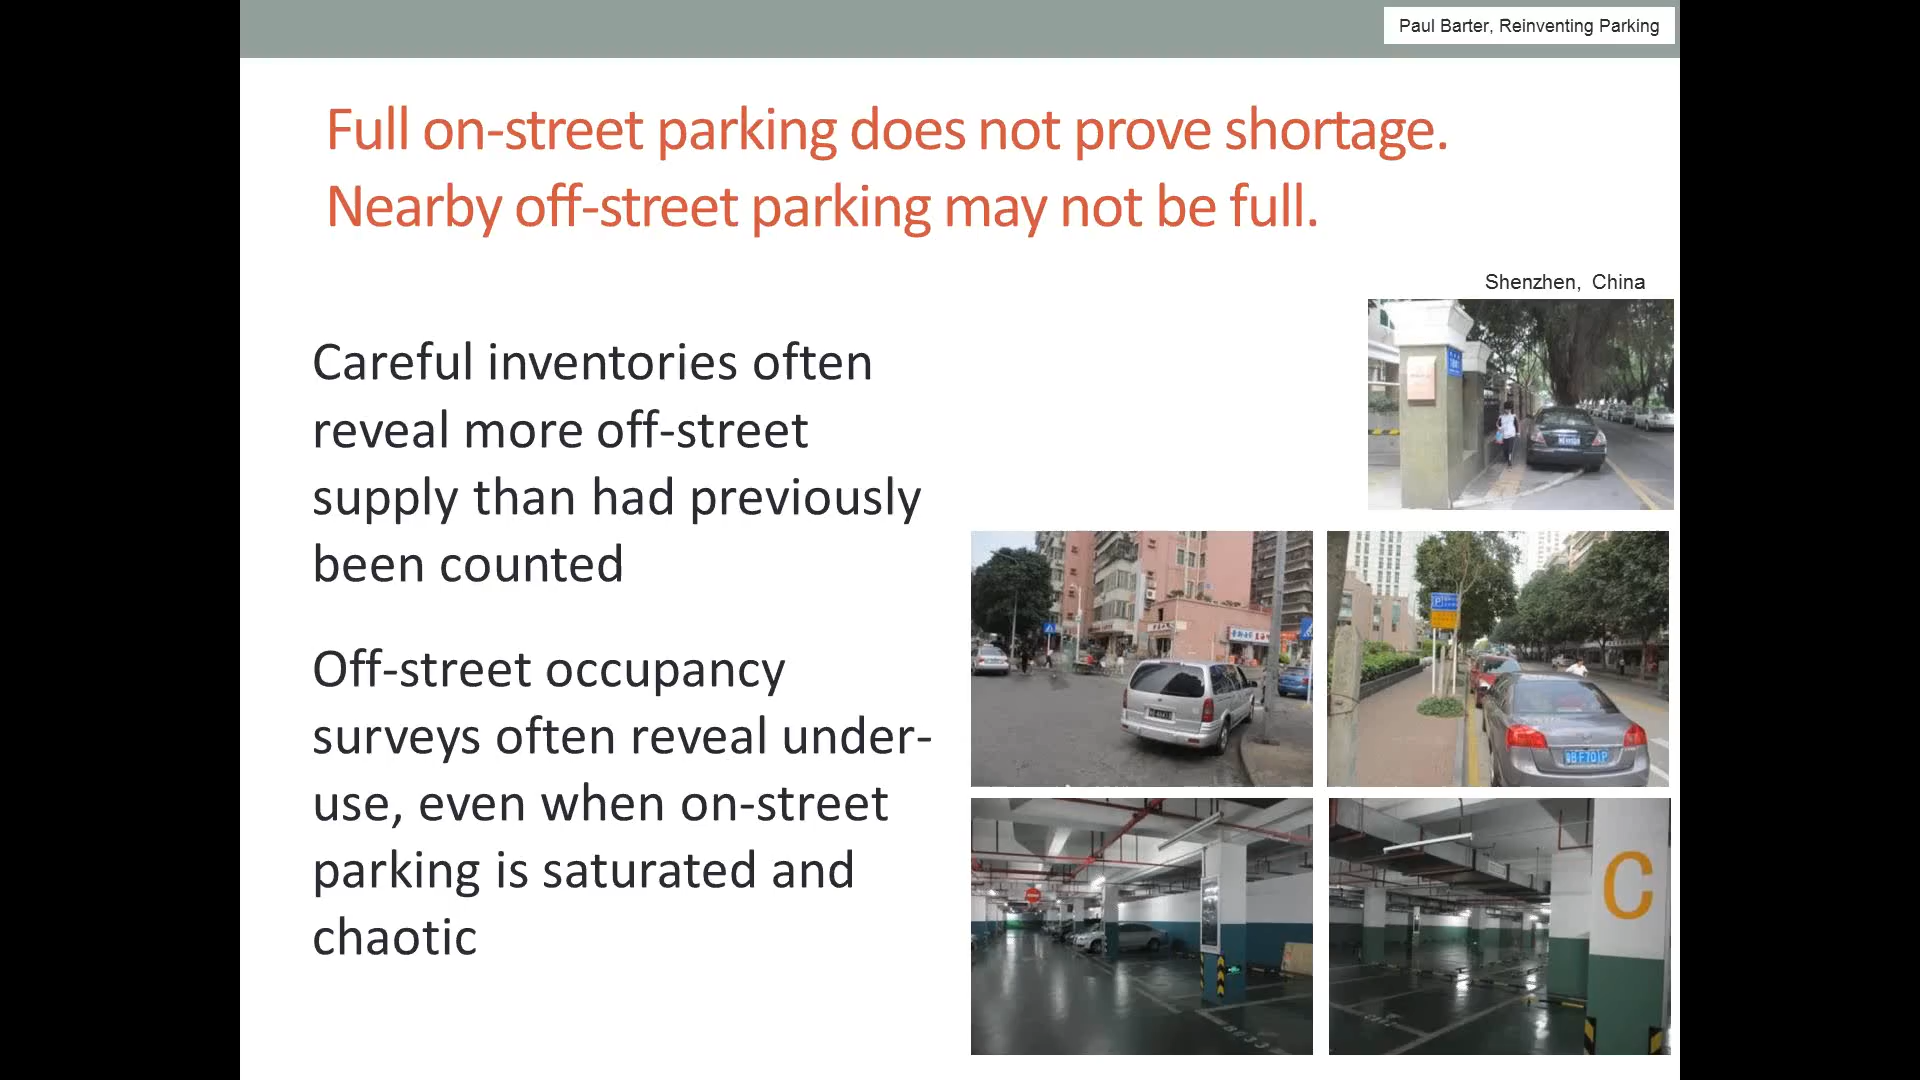 Paul Barter, Reinventing Parking
Full on-street parking does not prove shortage.
Nearby off-street parking may not be full.
Shenzhen, China
Careful inventories often
reveal more off-street
supply than had previously
been counted
Off-street occupancy
surveys often reveal under-
use, even when on-street
parking is saturated and
chaotic
P
C